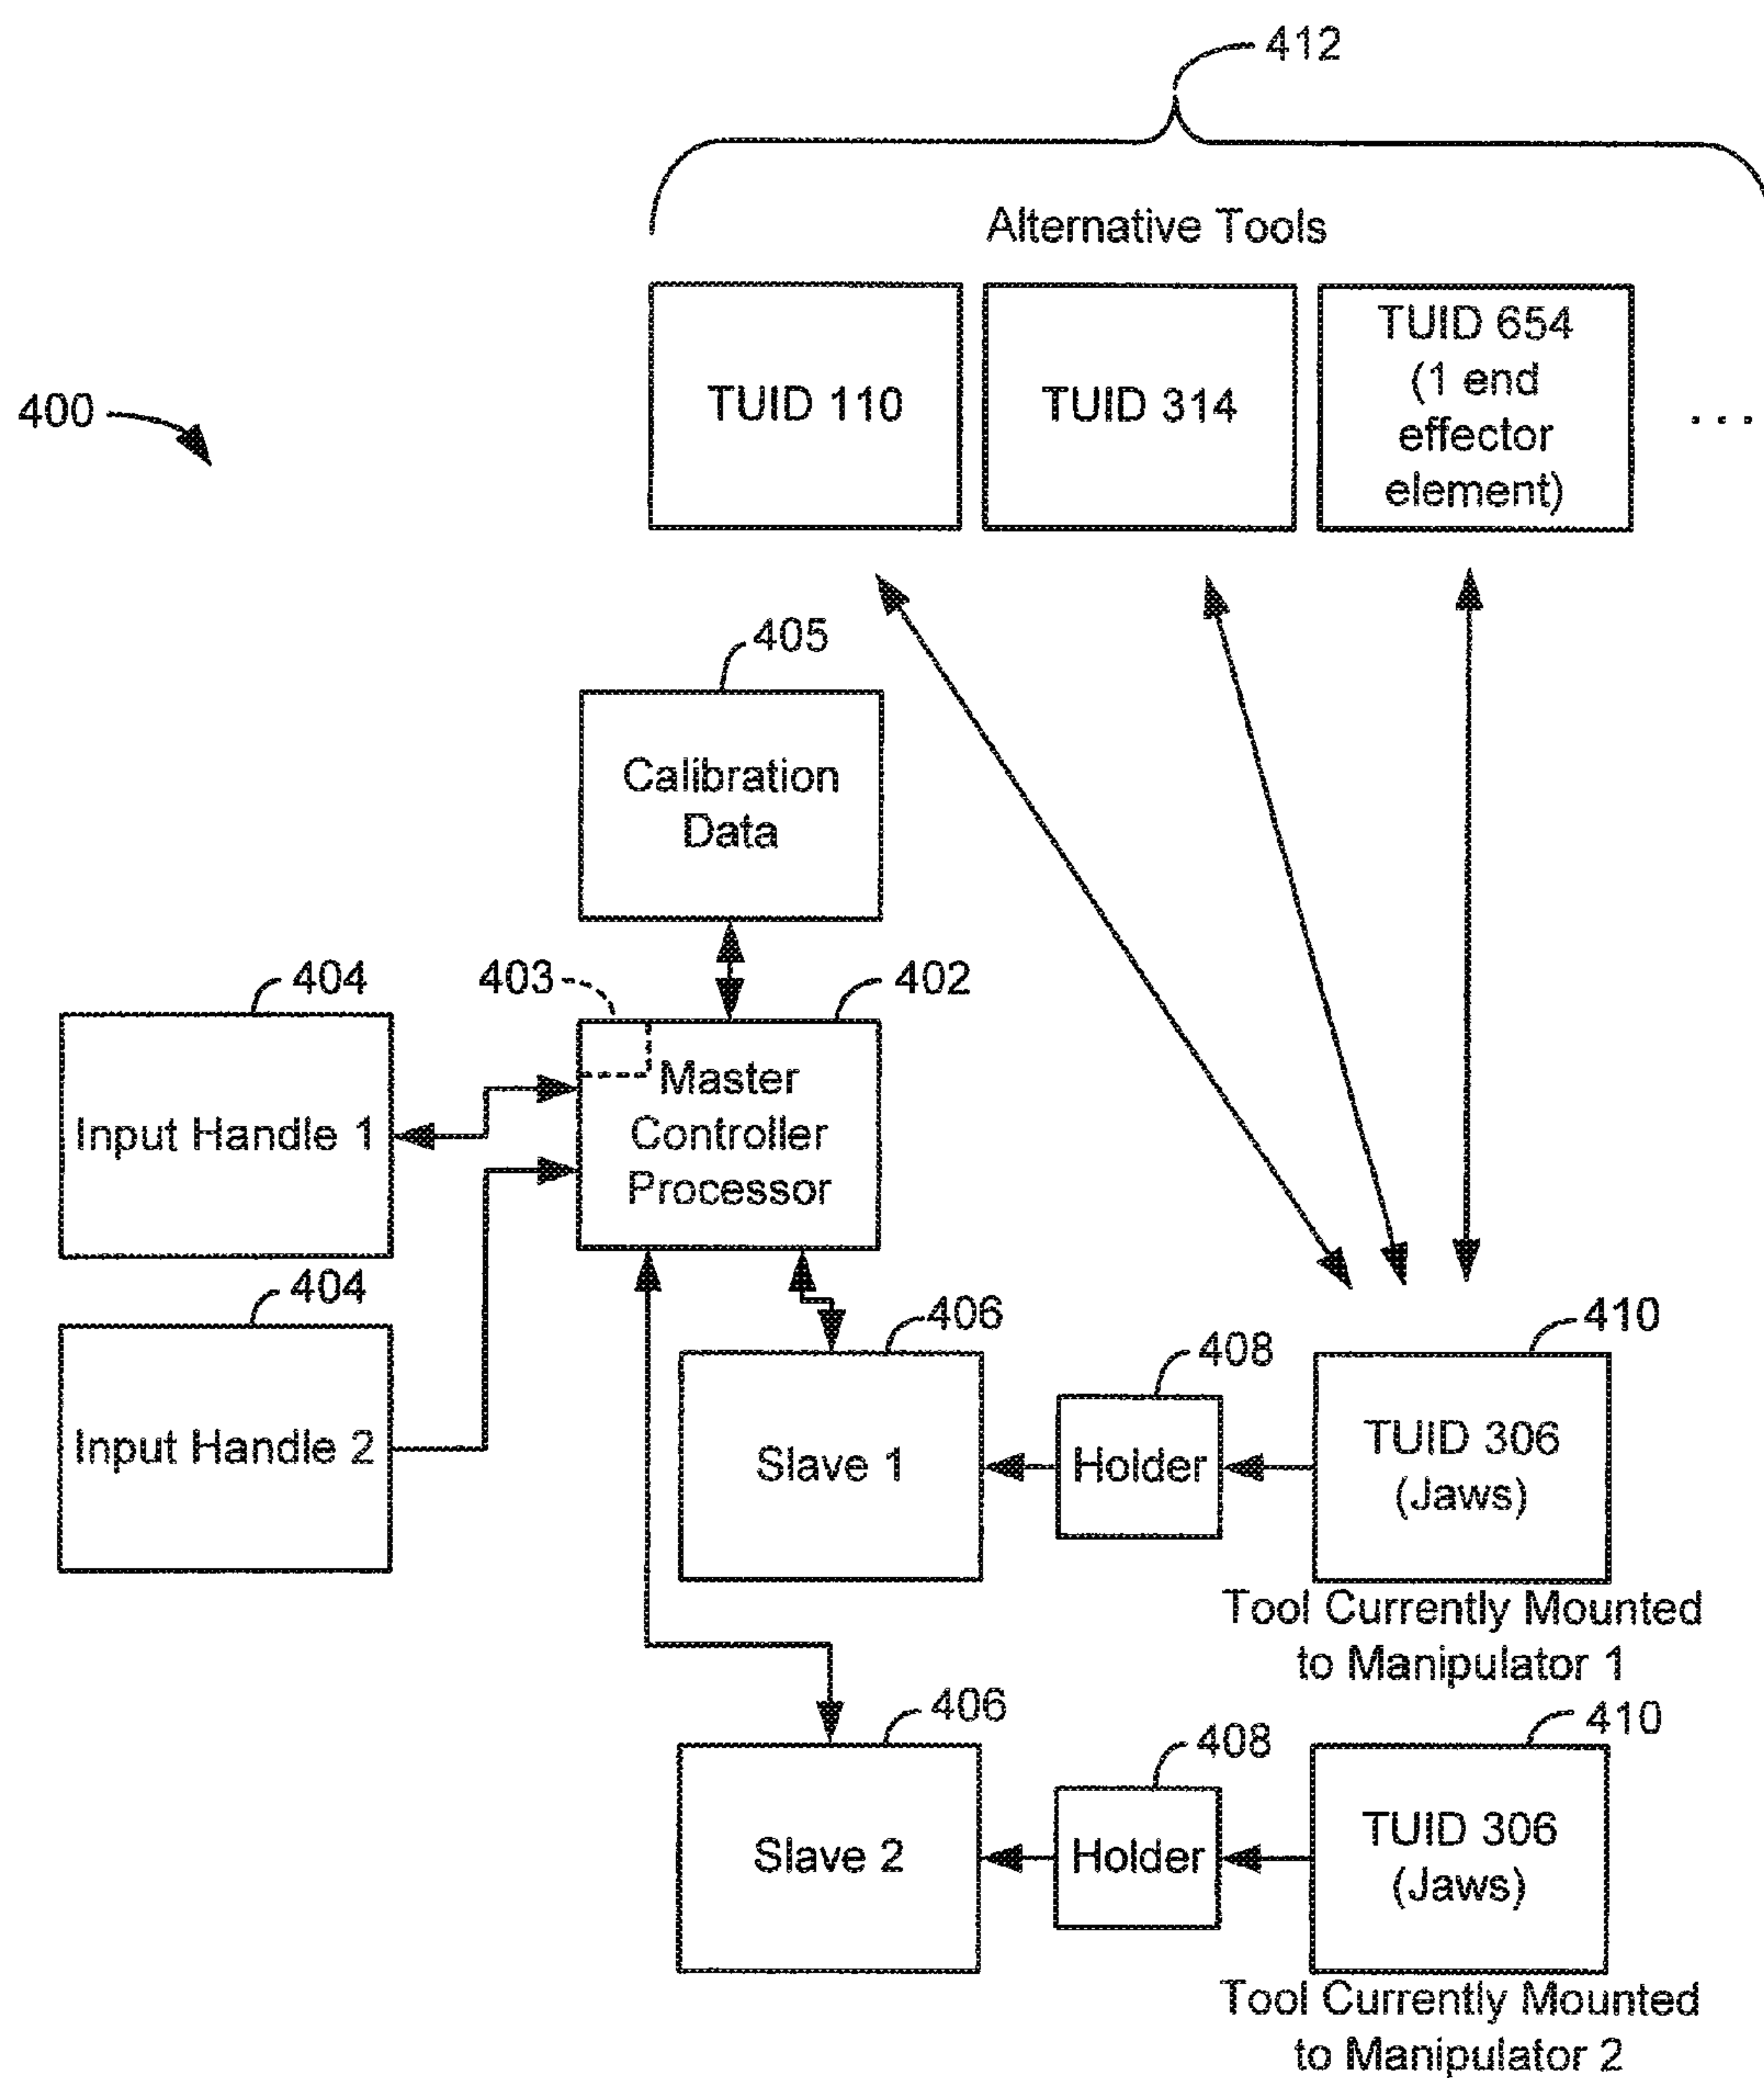 412
Alternative Tools
TUID 110
TUID 314
TUID 654
(1 end
effector
element)
. . .
400
405
Calibration
Data
404
403
402
Input Handle 1
Master
Controller
Processor
404
Input Handle 2
406
408
410
Slave 1
Holder
TUID 306
(Jaws)
Tool Currently Mounted
to Manipulator 1
406
408
410
Slave 2
Holder
TUID 306
(Jaws)
Tool Currently Mounted
to Manipulator 2